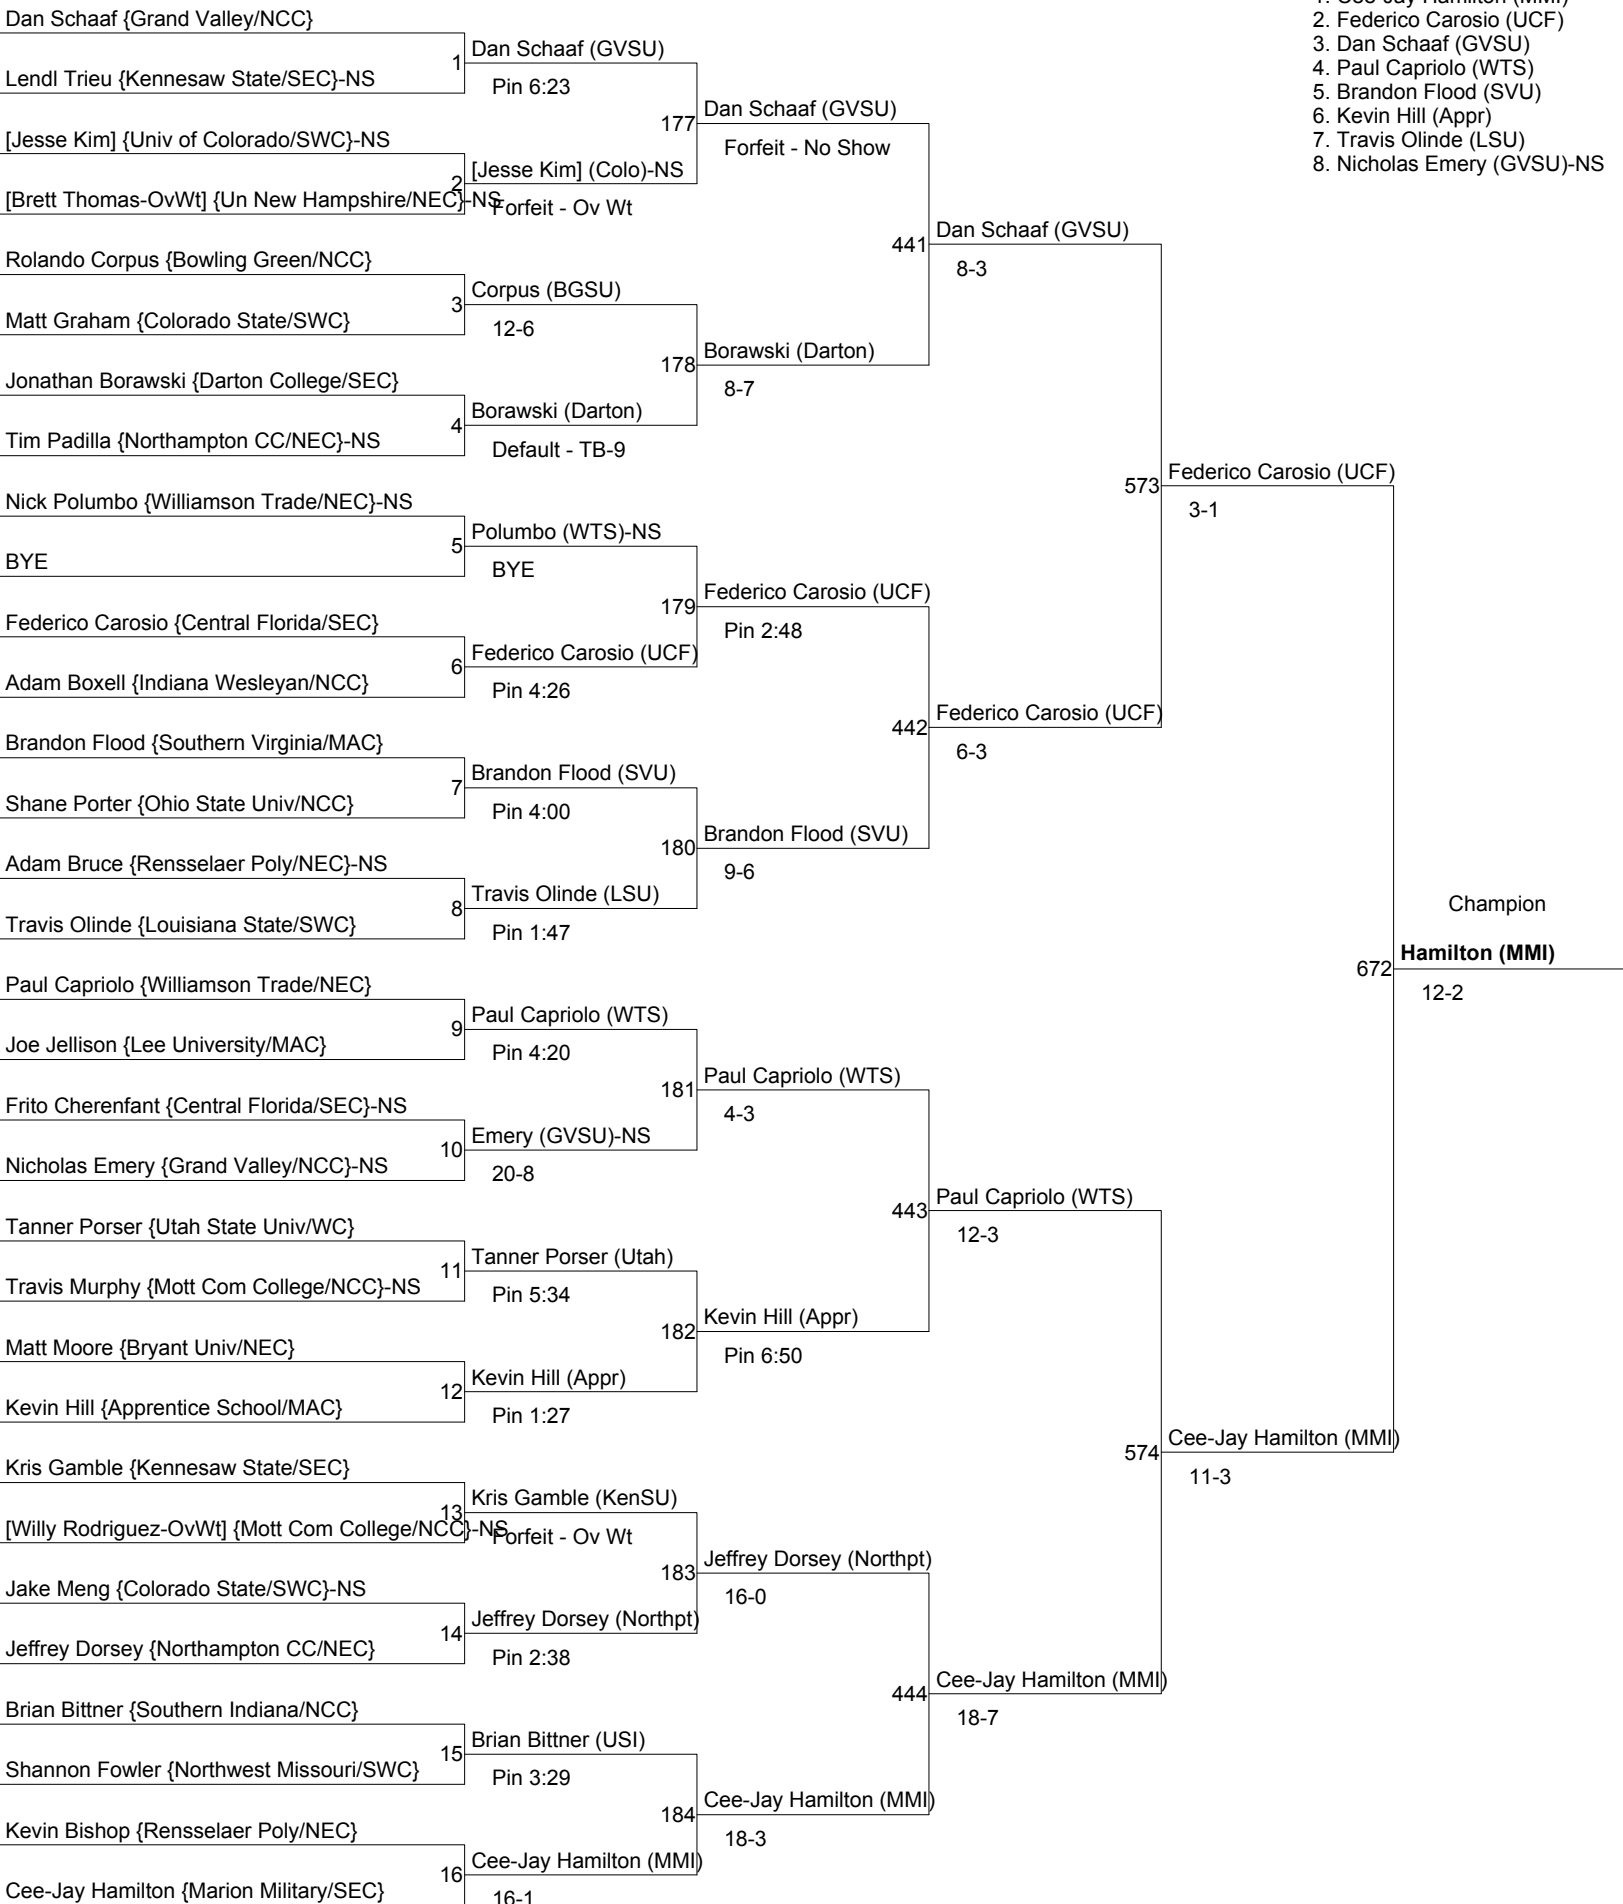 Dan Schaaf {Grand Valley/NCC}
Lendl Trieu {Kennesaw State/SEC}-NS
[Jesse Kim] {Univ of Colorado/SWC}-NS
[Brett Thomas-OvWt] {Un New Hampshire/NEC}-NS
Rolando Corpus {Bowling Green/NCC}
Matt Graham {Colorado State/SWC}
Jonathan Borawski {Darton College/SEC}
Tim Padilla {Northampton CC/NEC}-NS
Nick Polumbo {Williamson Trade/NEC}-NS
BYE
Federico Carosio {Central Florida/SEC}
Adam Boxell {Indiana Wesleyan/NCC}
Brandon Flood {Southern Virginia/MAC}
Shane Porter {Ohio State Univ/NCC}
Adam Bruce {Rensselaer Poly/NEC}-NS
Travis Olinde {Louisiana State/SWC}
Paul Capriolo {Williamson Trade/NEC}
Joe Jellison {Lee University/MAC}
Frito Cherenfant {Central Florida/SEC}-NS
Nicholas Emery {Grand Valley/NCC}-NS
Tanner Porser {Utah State Univ/WC}
Travis Murphy {Mott Com College/NCC}-NS
Matt Moore {Bryant Univ/NEC}
Kevin Hill {Apprentice School/MAC}
Kris Gamble {Kennesaw State/SEC}
[Willy Rodriguez-OvWt] {Mott Com College/NCC}-NS
Jake Meng {Colorado State/SWC}-NS
Jeffrey Dorsey {Northampton CC/NEC}
Brian Bittner {Southern Indiana/NCC}
Shannon Fowler {Northwest Missouri/SWC}
Kevin Bishop {Rensselaer Poly/NEC}
Cee-Jay Hamilton {Marion Military/SEC}
1 Dan Schaaf (GVSU)
Pin 6:23
2 [Jesse Kim] (Colo)-NS
Forfeit - Ov Wt
3 Corpus (BGSU)
12-6
4 Borawski (Darton)
Default - TB-9
5 Polumbo (WTS)-NS
BYE
6 Federico Carosio (UCF)
Pin 4:26
7 Brandon Flood (SVU)
Pin 4:00
8 Travis Olinde (LSU)
Pin 1:47
9 Paul Capriolo (WTS)
Pin 4:20
10 Emery (GVSU)-NS
20-8
11 Tanner Porser (Utah)
Pin 5:34
12 Kevin Hill (Appr)
Pin 1:27
13 Kris Gamble (KenSU)
Forfeit - Ov Wt
14 Jeffrey Dorsey (Northpt)
Pin 2:38
15 Brian Bittner (USI)
Pin 3:29
16 Cee-Jay Hamilton (MMI)
16-1
177 Dan Schaaf (GVSU)
Forfeit - No Show
178 Borawski (Darton)
8-7
179 Federico Carosio (UCF)
Pin 2:48
180 Brandon Flood (SVU)
9-6
181 Paul Capriolo (WTS)
4-3
182 Kevin Hill (Appr)
Pin 6:50
183 Jeffrey Dorsey (Northpt)
16-0
184 Cee-Jay Hamilton (MMI)
18-3
441 Dan Schaaf (GVSU)
8-3
442 Federico Carosio (UCF)
6-3
443 Paul Capriolo (WTS)
12-3
444 Cee-Jay Hamilton (MMI)
18-7
573 Federico Carosio (UCF)
3-1
574 Cee-Jay Hamilton (MMI)
11-3
Champion
672 Hamilton (MMI)
12-2
1. Cee-Jay Hamilton (MMI)
2. Federico Carosio (UCF)
3. Dan Schaaf (GVSU)
4. Paul Capriolo (WTS)
5. Brandon Flood (SVU)
6. Kevin Hill (Appr)
7. Travis Olinde (LSU)
8. Nicholas Emery (GVSU)-NS